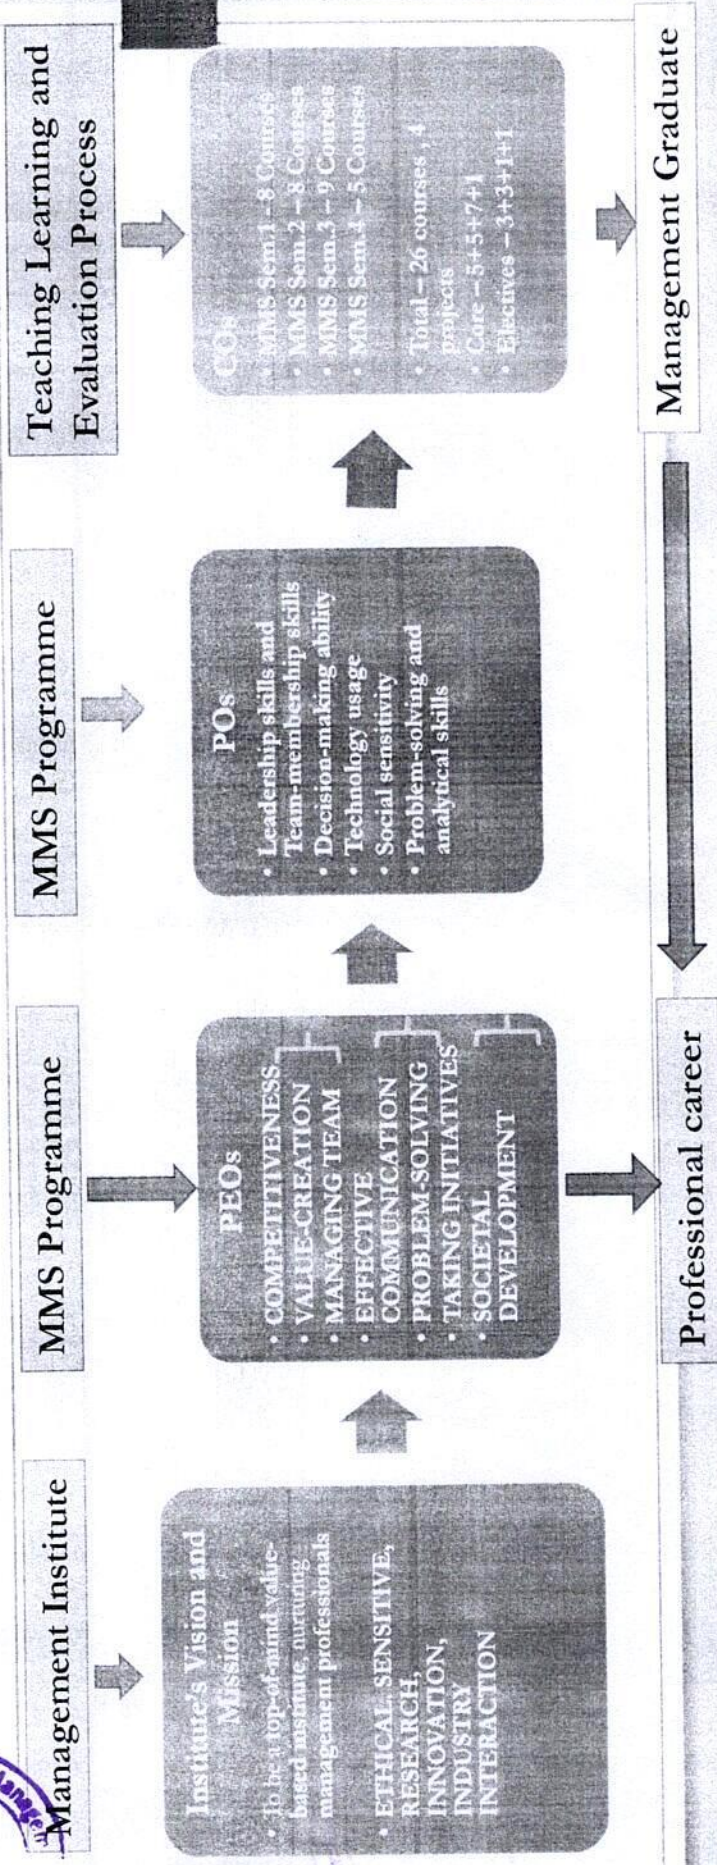 Management Institute
Institure's Vision and
Mission
• To be a top-of-mind value-
based institute, nurturing
management professionals
• ETHICAL, SENSITIVE,
RESEARCH,
INNOVATION,
INDUSTRY
INTERACTION
MMS Programme
PEOs
• COMPETITIVENESS
• VALUE-CREATION
• MANAGING TEAM
• EFFECTIVE
COMMUNICATION
• PROBLEM-SOLVING
• TAKING INITIATIVES
• SOCIETAL
DEVELOPMENT
Professional career
MMS Programme
POs
• Leadership skills and
Team-membership skills
• Decision-making ability
• Technology usage
• Social sensitivity
• Problem-solving and
analytical skills
Teaching Learning and
Evaluation Process
COs
• MMS Sem.1 – 8 Courses
• MMS Sem.2 – 8 Courses
• MMS Sem.3 – 9 Courses
• MMS Sem.4 – 5 Courses
• Total – 26 courses , 4
projects
• Core – 5+5+7+1
• Electives – 3+3+1+1
Management Graduate